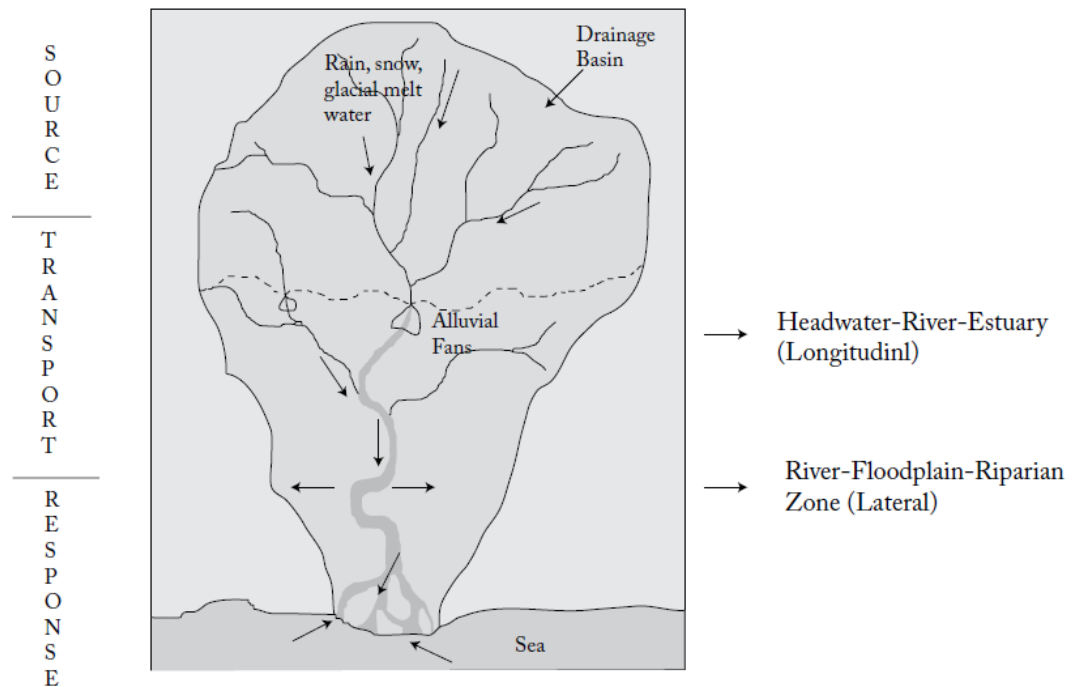 SOURCE
TRANSPORT
RESPONSE
Rain, snow,
glacial melt
water
Drainage
Basin
Alluvial
Fans
Sea
Headwater-River-Estuary
(Longitudinl)
River-Floodplain-Riparian
Zone (Lateral)